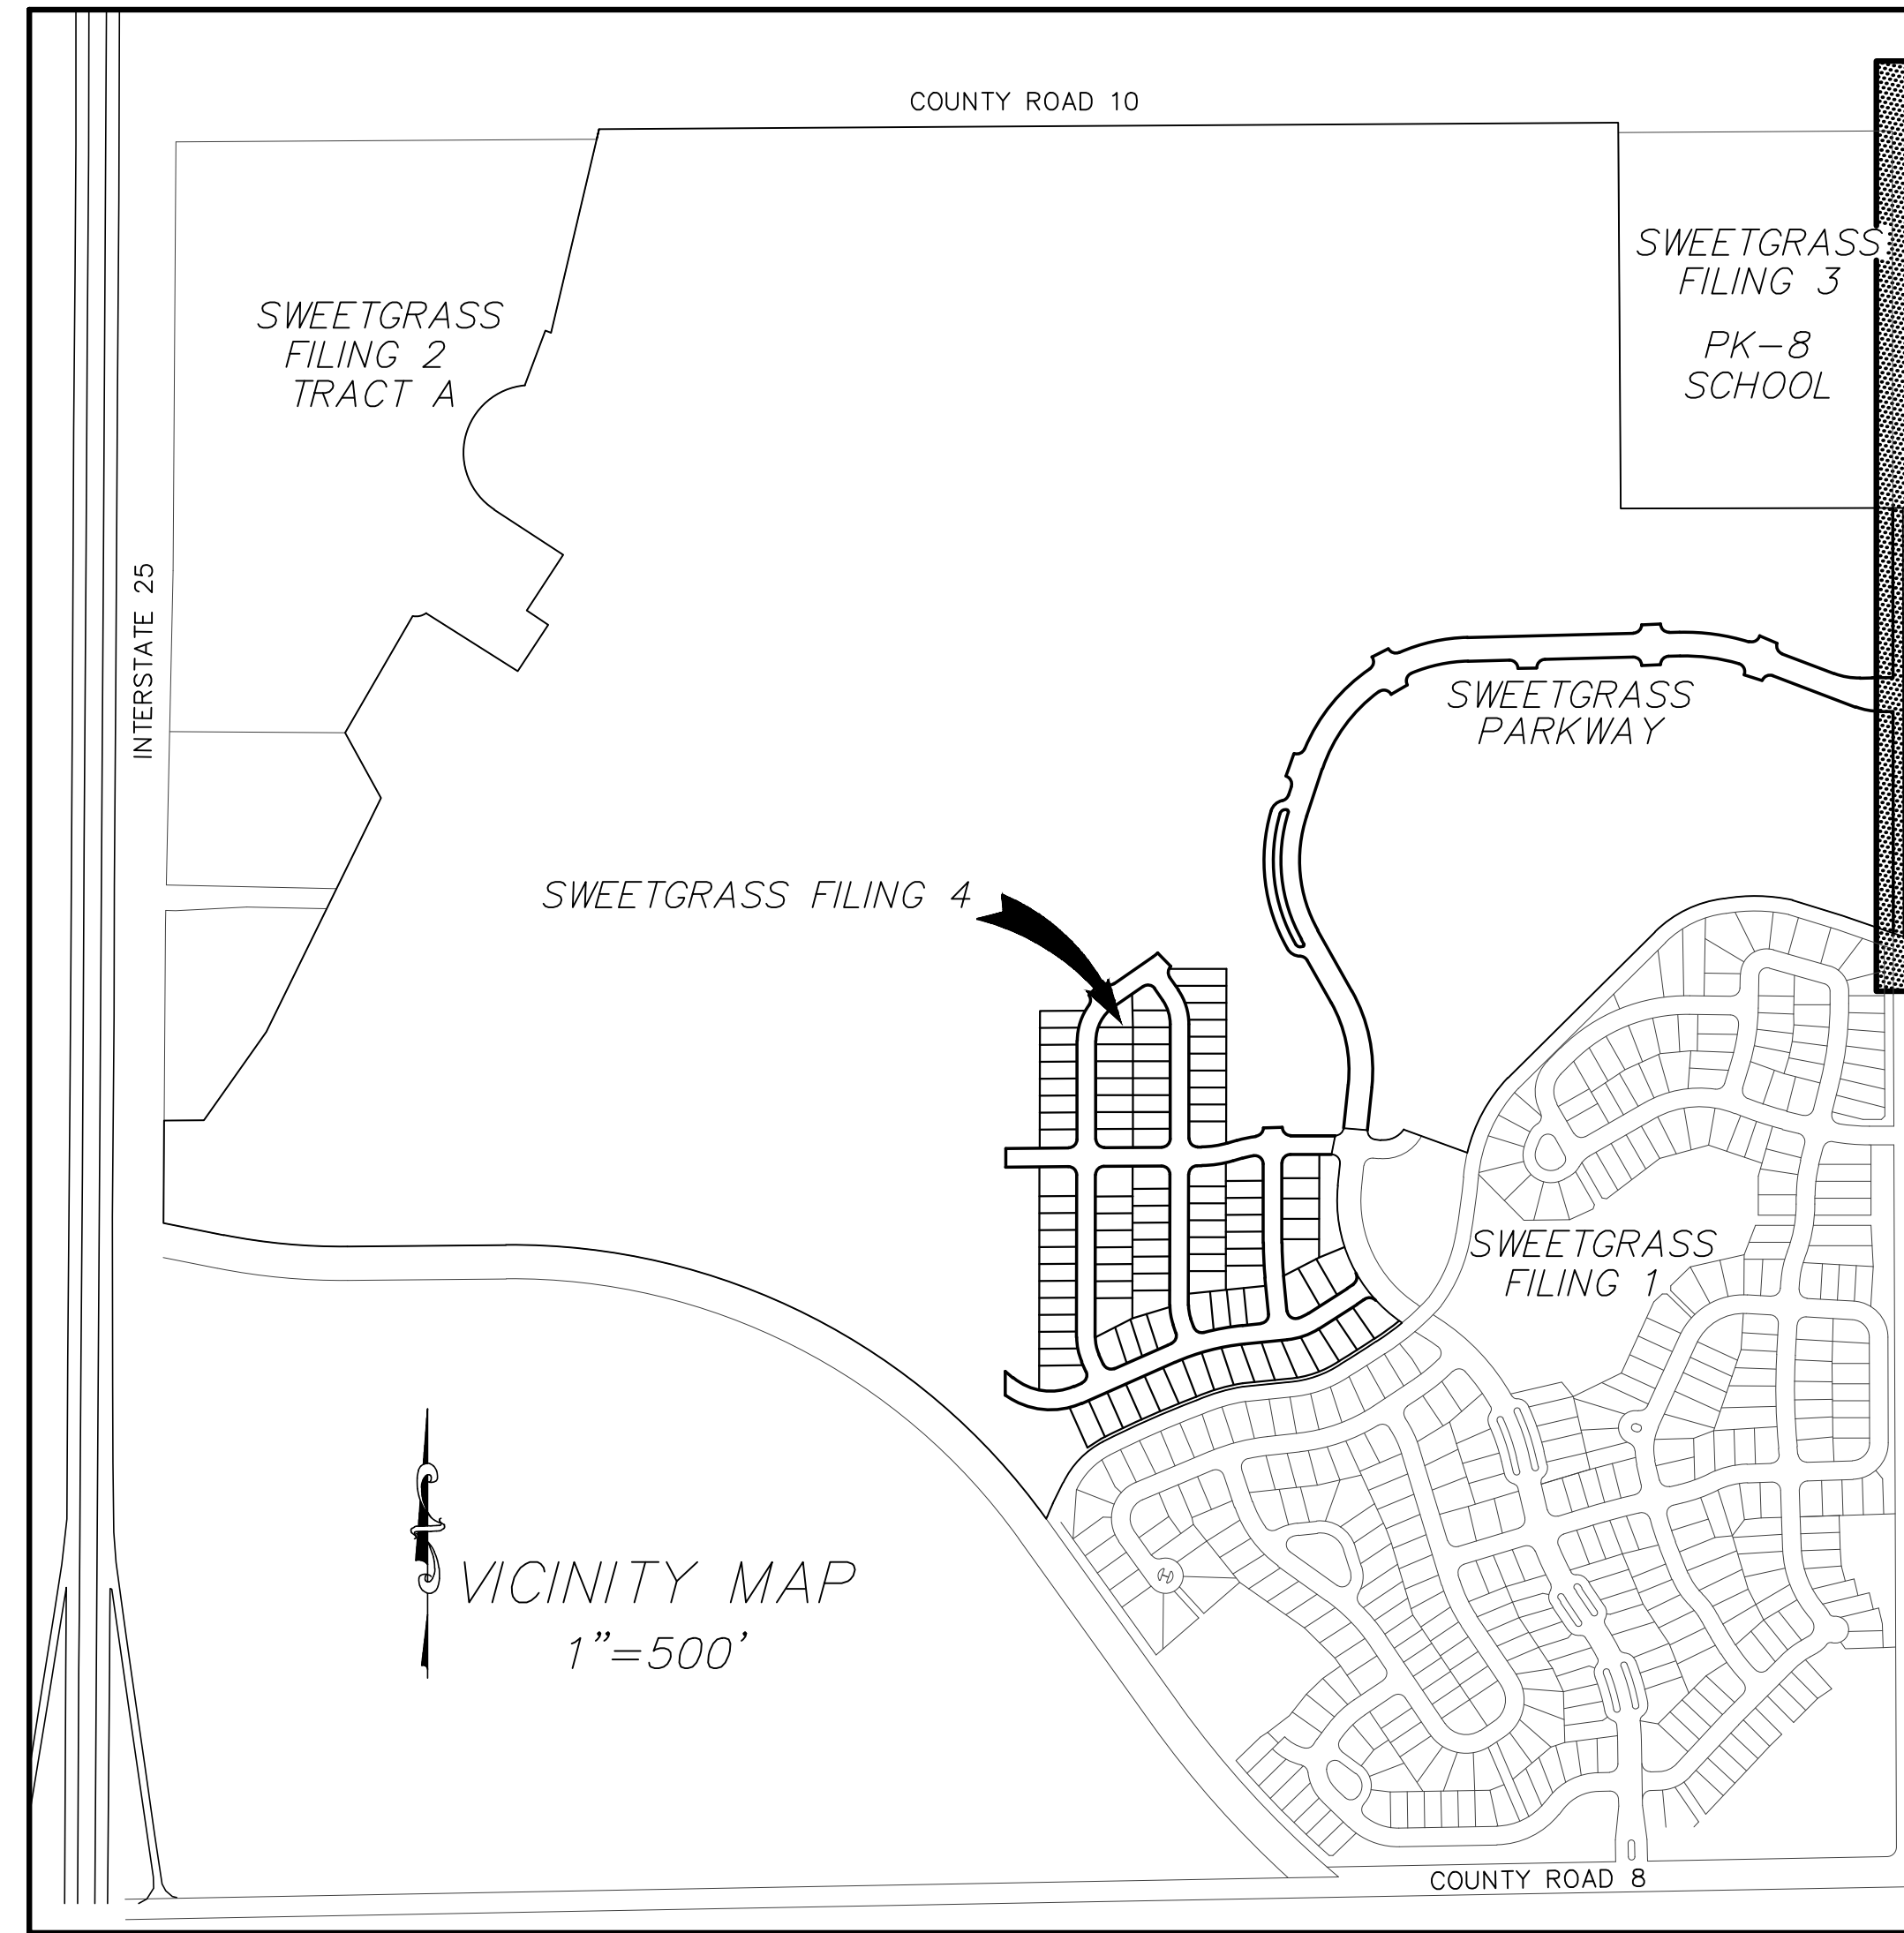 COUNTY ROAD 10
SWEETGRASS
FILING 3
PK-8
SCHOOL
SWEETGRASS
FILING 2
TRACT A
INTERSTATE 25
SWEETGRASS
PARKWAY
SWEETGRASS FILING 4
SWEETGRASS
FILING 1
VICINITY MAP
1"=500'
COUNTY ROAD 8